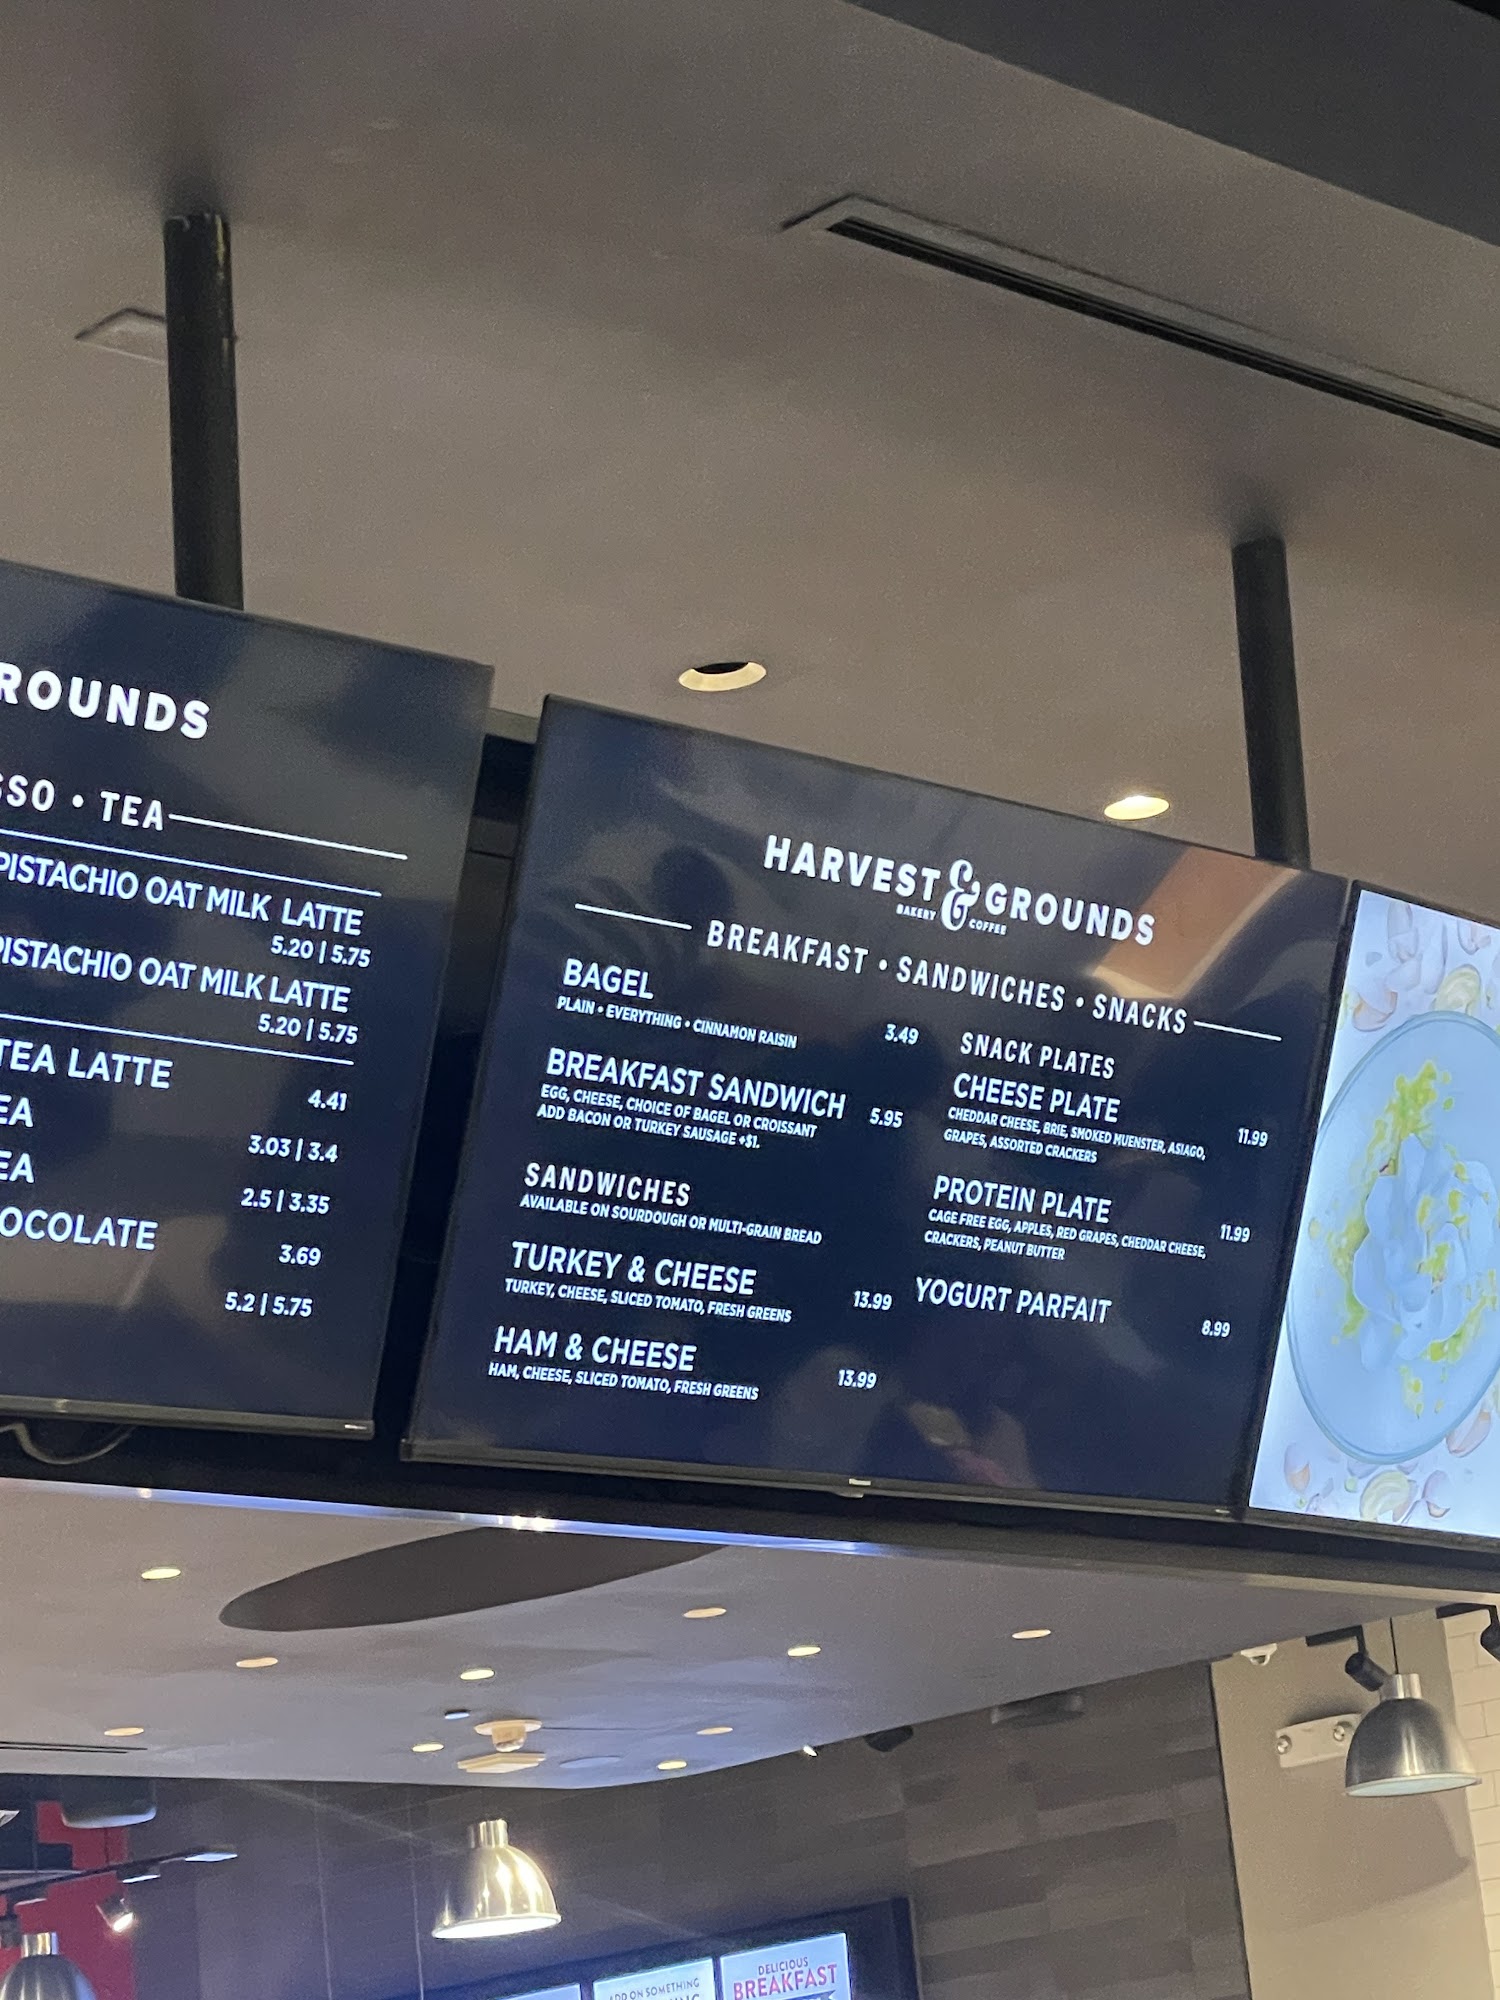 ROUNDS
SSO • TEA
PISTACHIO OAT MILK LATTE
5.20 | 5.75
PISTACHIO OAT MILK LATTE
5.20 | 5.75
TEA LATTE
4.41
EA
3.03 | 3.4
EA
2.5 | 3.35
OCOLATE
3.69
5.2 | 5.75
HARVEST & GROUNDS
BAKERY & COFFEE
BREAKFAST • SANDWICHES • SNACKS
BAGEL
PLAIN • EVERYTHING • CINNAMON RAISIN 3.49
BREAKFAST SANDWICH
EGG, CHEESE, CHOICE OF BAGEL OR CROISSANT 5.95
ADD BACON OR TURKEY SAUSAGE +$1.
SANDWICHES
AVAILABLE ON SOURDOUGH OR MULTI-GRAIN BREAD
TURKEY & CHEESE
TURKEY, CHEESE, SLICED TOMATO, FRESH GREENS 13.99
HAM & CHEESE
HAM, CHEESE, SLICED TOMATO, FRESH GREENS 13.99
SNACK PLATES
CHEESE PLATE
CHEDDAR CHEESE, BRIE, SMOKED MUENSTER, ASIAGO, 11.99
GRAPES, ASSORTED CRACKERS
PROTEIN PLATE
CAGE FREE EGG, APPLES, RED GRAPES, CHEDDAR CHEESE, 11.99
CRACKERS, PEANUT BUTTER
YOGURT PARFAIT
8.99
Hisense
ADD ON SOMETHING
DELICIOUS
BREAKFAST